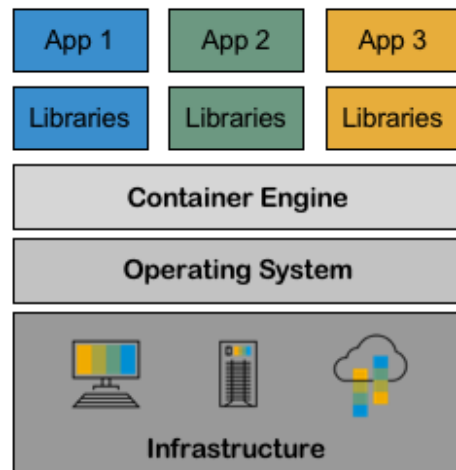 App 1
App 2
App 3
Libraries
Libraries
Libraries
Container Engine
Operating System
Infrastructure